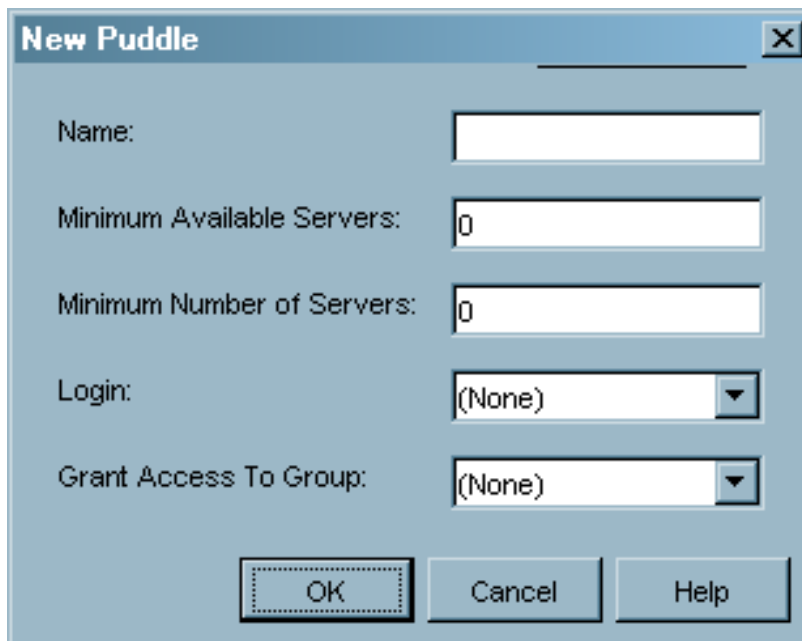 New Puddle
Name:
Minimum Available Servers: 0
Minimum Number of Servers: 0
Login: (None)
Grant Access To Group: (None)
OK Cancel Help